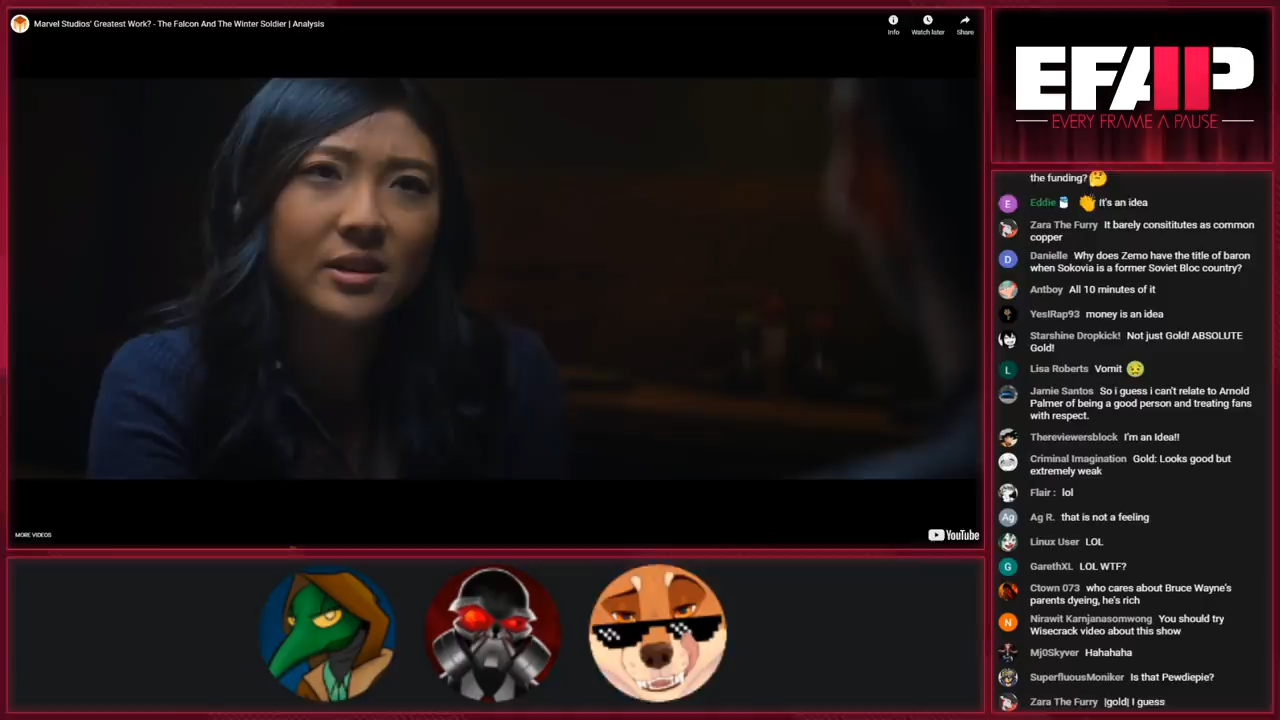 Marvel Studios' Greatest Work? - The Falcon And The Winter Soldier | Analysis
Info
Watch later
Share
MORE VIDEOS
YouTube
EFAP
EVERY FRAME A PAUSE
the funding?
Eddie It's an idea
Zara The Furry It barely consititutes as common
copper
Danielle Why does Zemo have the title of baron
when Sokovia is a former Soviet Bloc country?
Antboy All 10 minutes of it
YesIRap93 money is an idea
Starshine Dropkick! Not just Gold! ABSOLUTE
Gold!
Lisa Roberts Vomit
Jamie Santos So i guess i can't relate to Arnold
Palmer of being a good person and treating fans
with respect.
Thereviewersblock I'm an Idea!!
Criminal Imagination Gold: Looks good but
extremely weak
Flair : lol
Ag R. that is not a feeling
Linux User LOL
GarethXL LOL WTF?
Ctown 073 who cares about Bruce Wayne's
parents dyeing, he's rich
Nirawit Karnjanasomwong You should try
Wisecrack video about this show
Mj0Skyver Hahahaha
SuperfluousMoniker Is that Pewdiepie?
Zara The Furry |gold| I guess